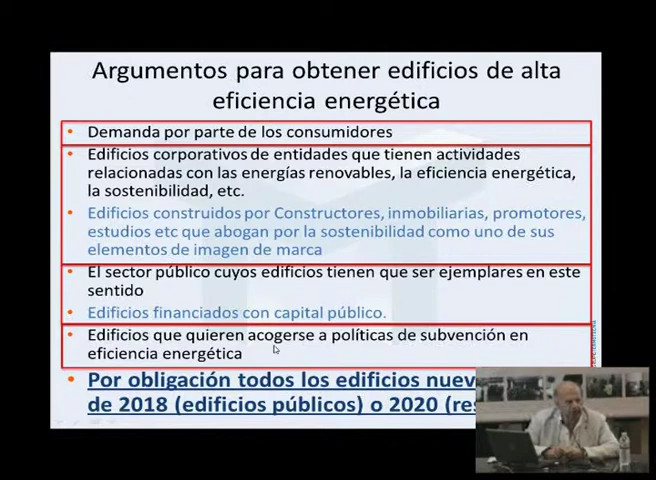 Argumentos para obtener edificios de alta
eficiencia energética
• Demanda por parte de los consumidores
• Edificios corporativos de entidades que tienen actividades
relacionadas con las energías renovables, la eficiencia energética,
la sostenibilidad, etc.
• Edificios construidos por Constructores, inmobiliarias, promotores,
estudios etc que abogan por la sostenibilidad como uno de sus
elementos de imagen de marca
• El sector público cuyos edificios tienen que ser ejemplares en este
sentido
• Edificios financiados con capital público.
• Edificios que quieren acogerse a políticas de subvención en
eficiencia energética
• Por obligación todos los edificios
de 2018 (edificios públicos) o 2020